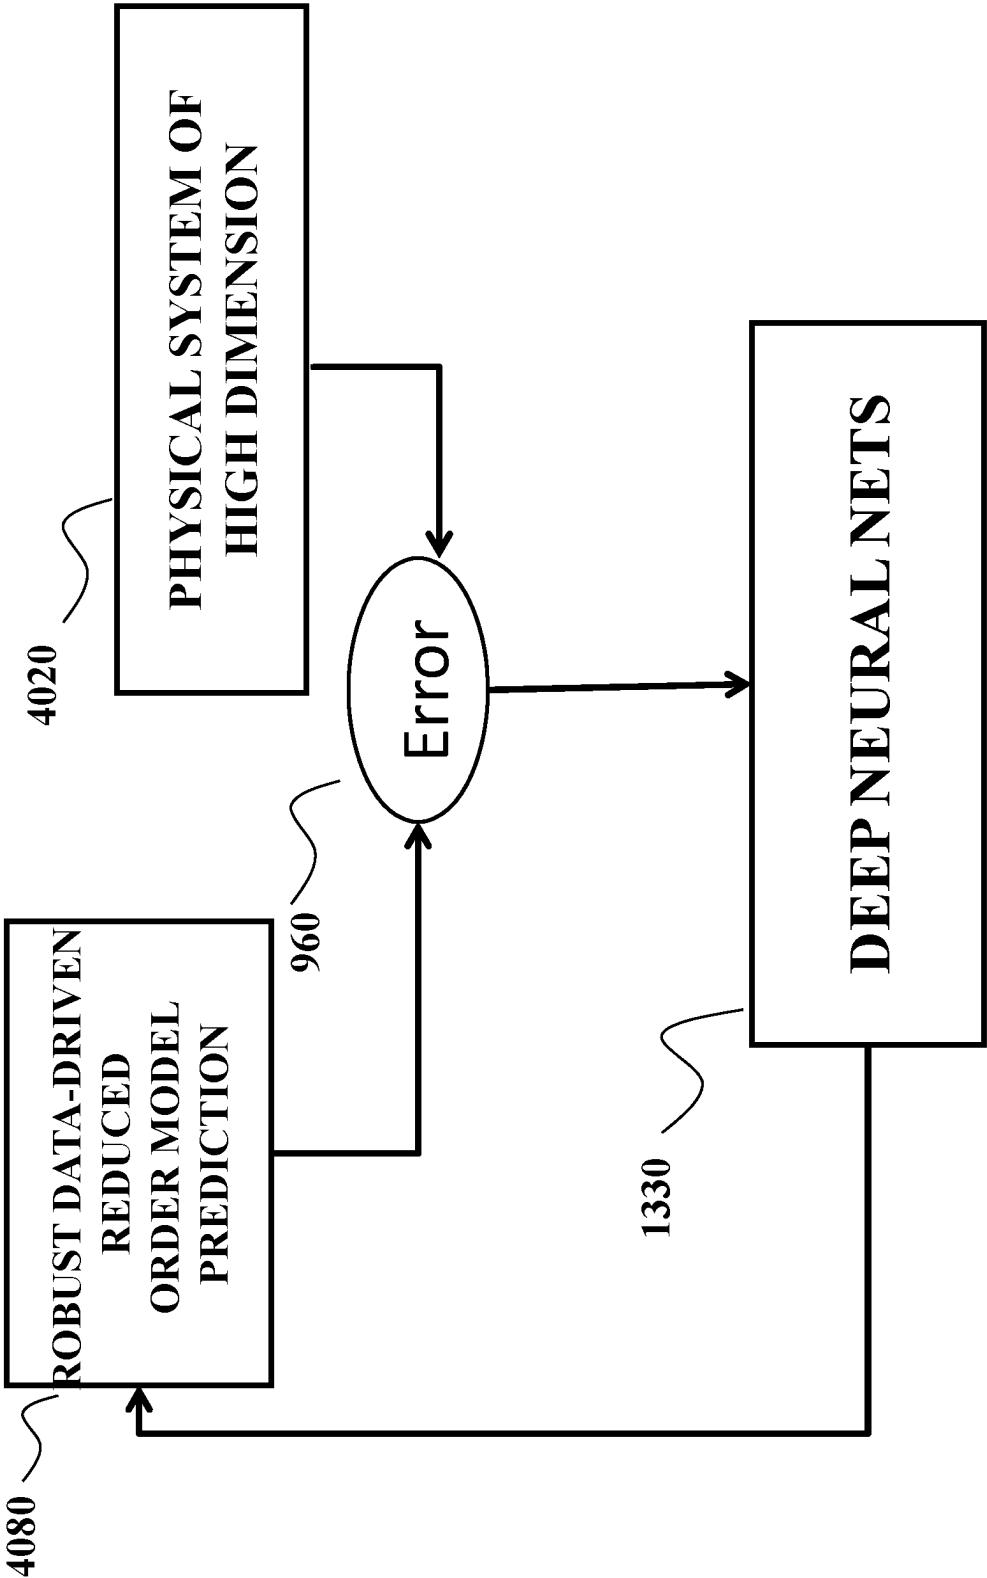 4080
ROBUST DATA-DRIVEN
REDUCED
ORDER MODEL
PREDICTION
4020
PHYSICAL SYSTEM OF
HIGH DIMENSION
960
Error
1330
DEEP NEURAL NETS